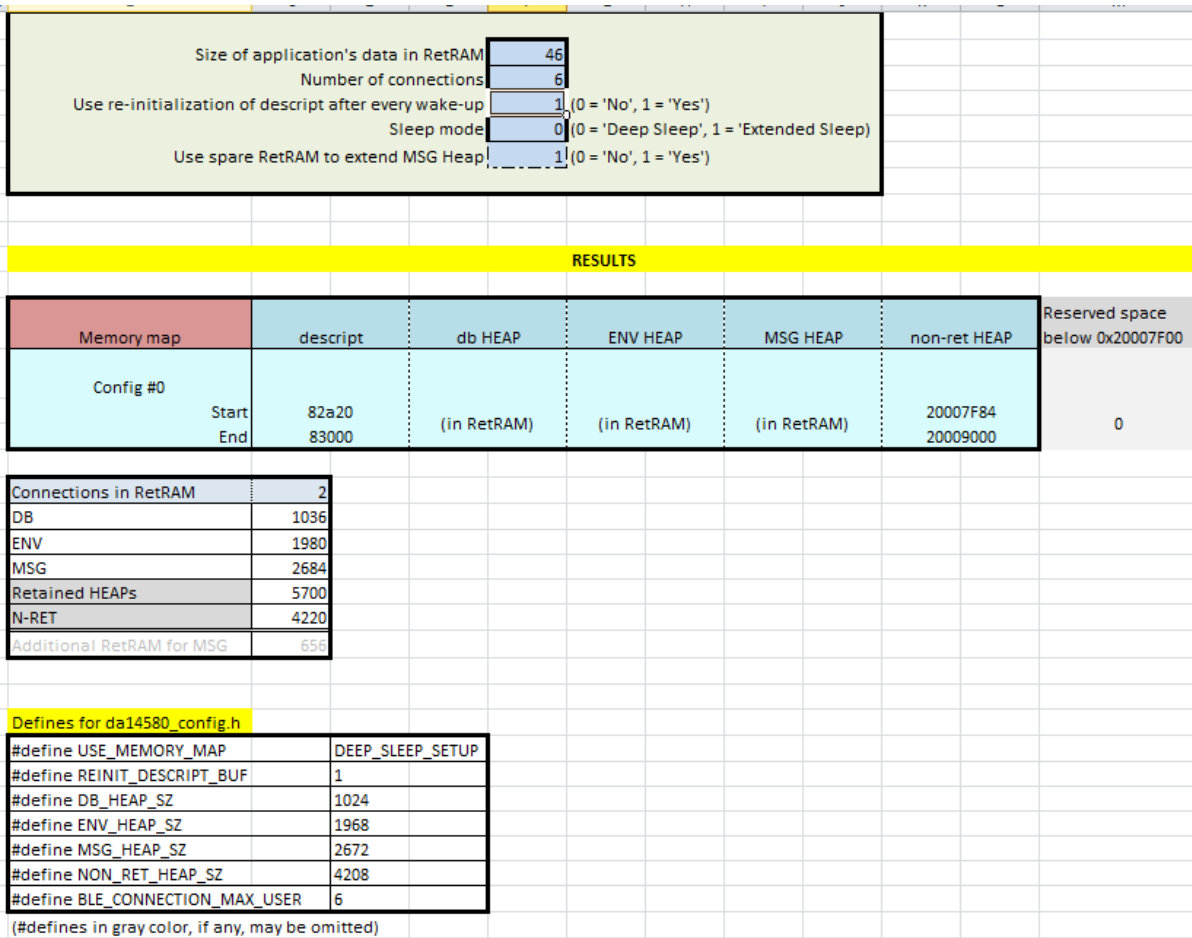 Size of application's data in RetRAM 46
Number of connections 6
Use re-initialization of descript after every wake-up 1 (0 = 'No', 1 = 'Yes')
Sleep mode 0 (0 = 'Deep Sleep', 1 = 'Extended Sleep)
Use spare RetRAM to extend MSG Heap 1 (0 = 'No', 1 = 'Yes')
RESULTS
Memory map descript db HEAP ENV HEAP MSG HEAP non-ret HEAP Reserved space below 0x20007F00
Config #0
Start 82a20 (in RetRAM) (in RetRAM) (in RetRAM) 20007F84 0
End 83000 20009000
Connections in RetRAM 2
DB 1036
ENV 1980
MSG 2684
Retained HEAPs 5700
N-RET 4220
Additional RetRAM for MSG 656
Defines for da14580_config.h
#define USE_MEMORY_MAP DEEP_SLEEP_SETUP
#define REINIT_DESCRIPT_BUF 1
#define DB_HEAP_SZ 1024
#define ENV_HEAP_SZ 1968
#define MSG_HEAP_SZ 2672
#define NON_RET_HEAP_SZ 4208
#define BLE_CONNECTION_MAX_USER 6
(#defines in gray color, if any, may be omitted)